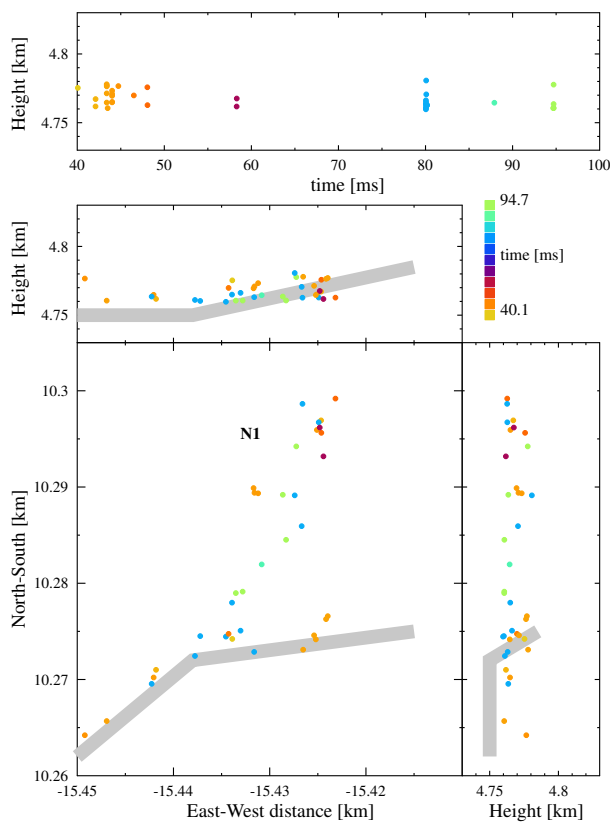 Height [km]
4.8
4.75
40 50 60 70 80 90 100
time [ms]
Height [km]
4.8
4.75
94.7
time [ms]
40.1
North-South [km]
10.3
10.29
10.28
10.27
10.26
N1
-15.45 -15.44 -15.43 -15.42
East-West distance [km]
4.75 4.8
Height [km]